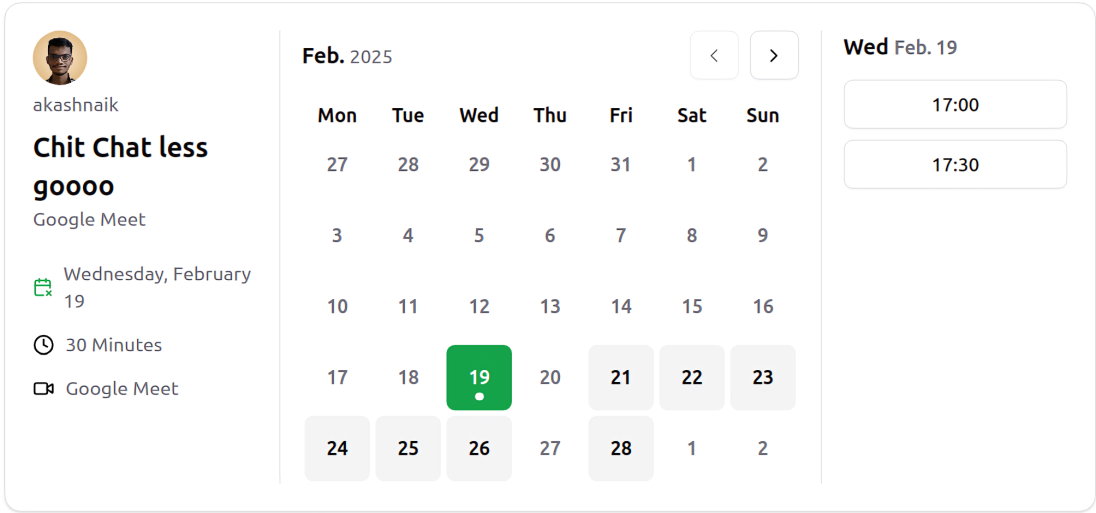 akashnaik
Chit Chat less
goooo
Google Meet
Wednesday, February
19
30 Minutes
Google Meet
Feb. 2025
Mon Tue Wed Thu Fri Sat Sun
27 28 29 30 31 1 2
3 4 5 6 7 8 9
10 11 12 13 14 15 16
17 18 19 20 21 22 23
24 25 26 27 28 1 2
Wed Feb. 19
17:00
17:30